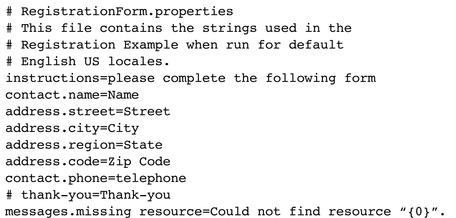 # RegistrationForm.properties
# This file contains the strings used in the
# Registration Example when run for default
# English US locales.
instructions=please complete the following form
contact.name=Name
address.street=Street
address.city=City
address.region=State
address.code=Zip Code
contact.phone=telephone
# thank-you=Thank-you
messages.missing resource=Could not find resource “{0}”.